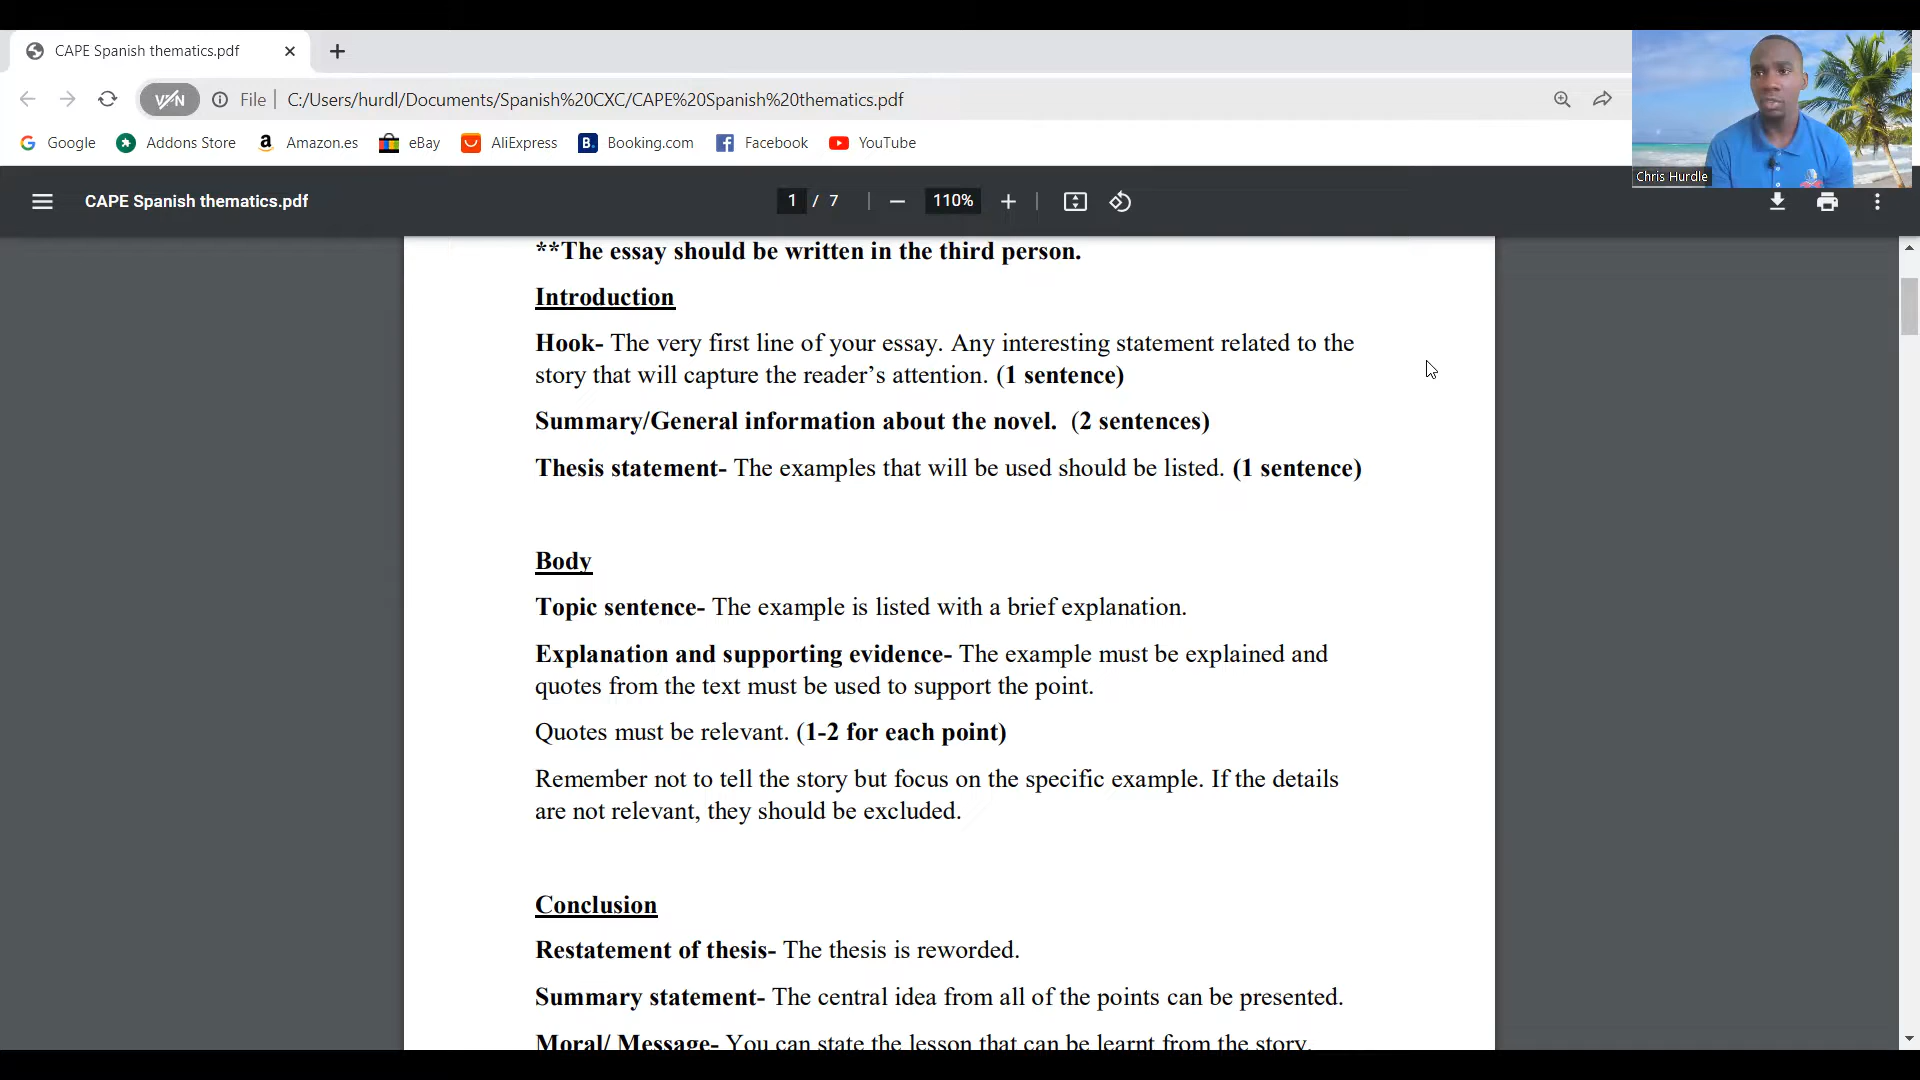 CAPE Spanish thematics.pdf
VPN File C:/Users/hurdl/Documents/Spanish%20CXC/CAPE%20Spanish%20thematics.pdf
Google Addons Store Amazon.es eBay AliExpress Booking.com Facebook YouTube
Chris Hurdle
CAPE Spanish thematics.pdf 1 / 7 110%
**The essay should be written in the third person.
Introduction
Hook- The very first line of your essay. Any interesting statement related to the
story that will capture the reader's attention. (1 sentence)
Summary/General information about the novel. (2 sentences)
Thesis statement- The examples that will be used should be listed. (1 sentence)
Body
Topic sentence- The example is listed with a brief explanation.
Explanation and supporting evidence- The example must be explained and
quotes from the text must be used to support the point.
Quotes must be relevant. (1-2 for each point)
Remember not to tell the story but focus on the specific example. If the details
are not relevant, they should be excluded.
Conclusion
Restatement of thesis- The thesis is reworded.
Summary statement- The central idea from all of the points can be presented.
Moral/ Message- You can state the lesson that can be learnt from the story.